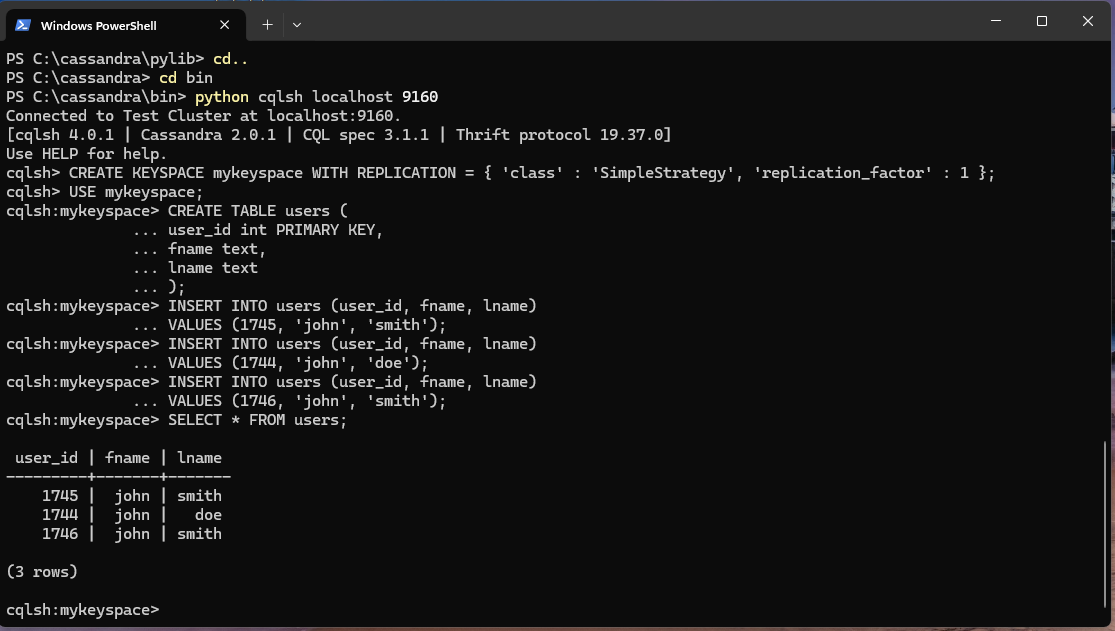 Windows PowerShell
PS C:\cassandra\pylib> cd..
PS C:\cassandra> cd bin
PS C:\cassandra\bin> python cqlsh localhost 9160
Connected to Test Cluster at localhost:9160.
[cqlsh 4.0.1 | Cassandra 2.0.1 | CQL spec 3.1.1 | Thrift protocol 19.37.0]
Use HELP for help.
cqlsh> CREATE KEYSPACE mykeyspace WITH REPLICATION = { 'class' : 'SimpleStrategy', 'replication_factor' : 1 };
cqlsh> USE mykeyspace;
cqlsh:mykeyspace> CREATE TABLE users (
              ... user_id int PRIMARY KEY,
              ... fname text,
              ... lname text
              ... );
cqlsh:mykeyspace> INSERT INTO users (user_id, fname, lname)
              ... VALUES (1745, 'john', 'smith');
cqlsh:mykeyspace> INSERT INTO users (user_id, fname, lname)
              ... VALUES (1744, 'john', 'doe');
cqlsh:mykeyspace> INSERT INTO users (user_id, fname, lname)
              ... VALUES (1746, 'john', 'smith');
cqlsh:mykeyspace> SELECT * FROM users;
 user_id | fname | lname
---------+-------+-------
    1745 |  john | smith
    1744 |  john |   doe
    1746 |  john | smith
(3 rows)
cqlsh:mykeyspace>